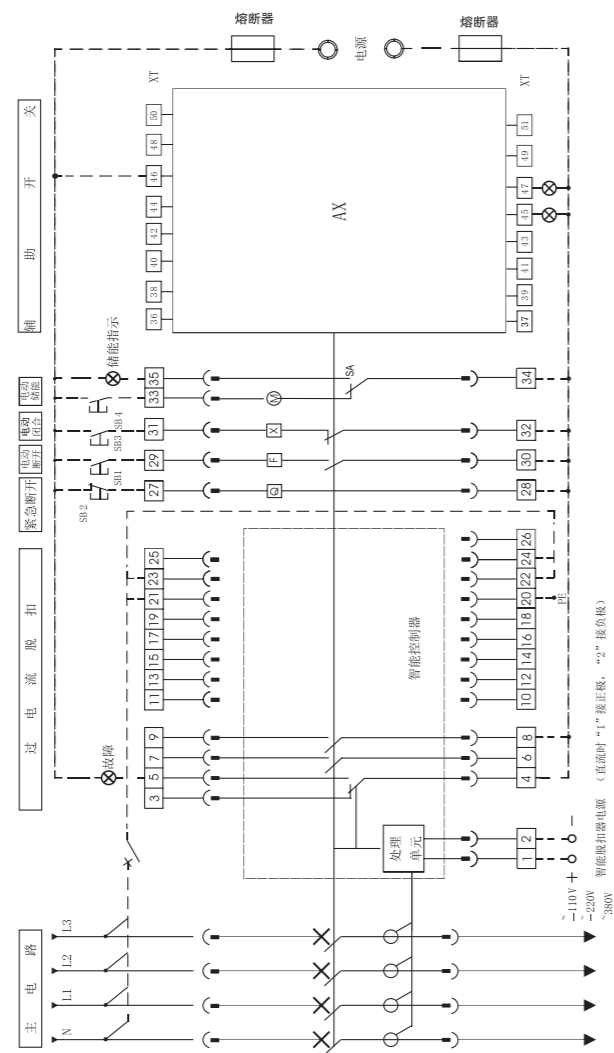 主 电 路
过 电 流 脱 扣
紧急断开
电动断开
电动闭合
电动储能
辅 助 开 关
N L1 L2 L3
故障
SB2 SB1 SB3 SB4
储能指示
熔断器 电源 熔断器
3 5 7 9 11 13 15 17 19 21 23 25 27 29 31 33 35
XT
36 38 40 42 44 46 48 50
Q F X M
SA
AX
智能控制器
处理单元
1 2 4 6 8 10 12 14 16 18 20 22 24 26 28 30 32 34
37 39 41 43 45 47 49 51
XT
PE
+ −
智能脱扣器电源 （直流时“1”接正极，“2”接负极）
~ −110V
~ −220V
~380V